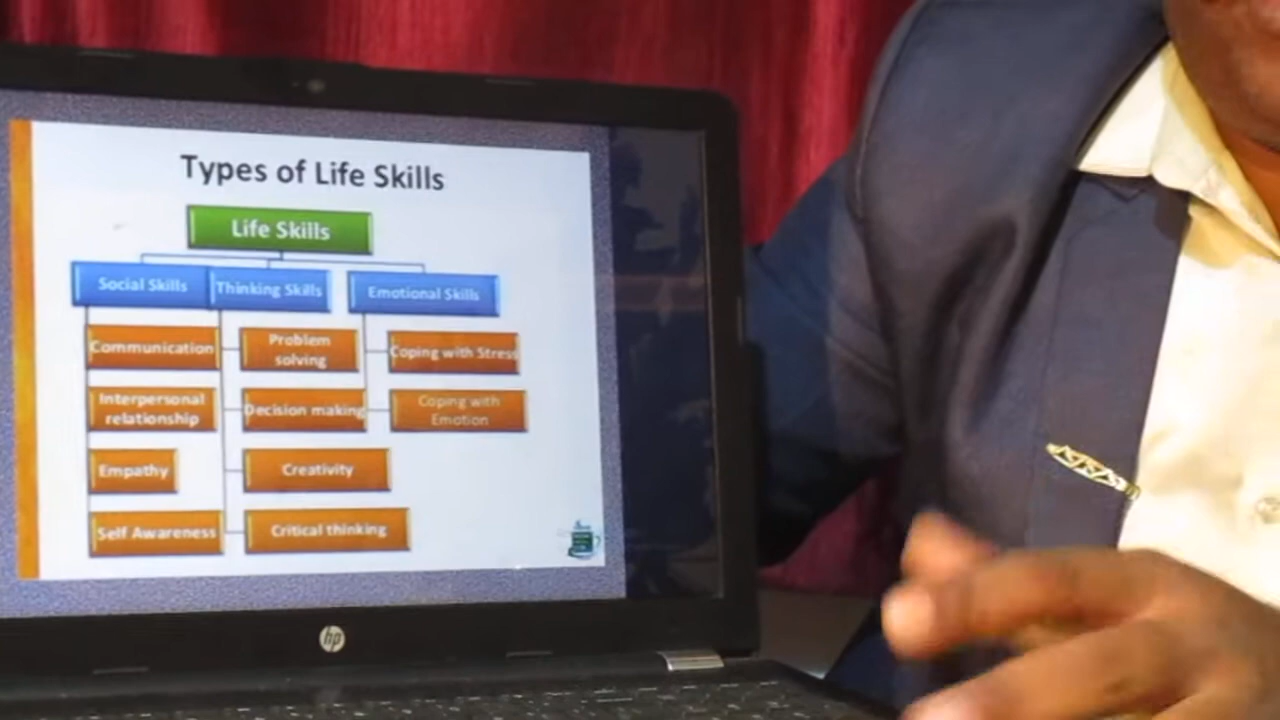 Types of Life Skills
Life Skills
Social Skills
Thinking Skills
Emotional Skills
Communication
Interpersonal
relationship
Empathy
Self Awareness
Problem
solving
Decision making
Creativity
Critical thinking
Coping with Stress
Coping with
Emotion
hp